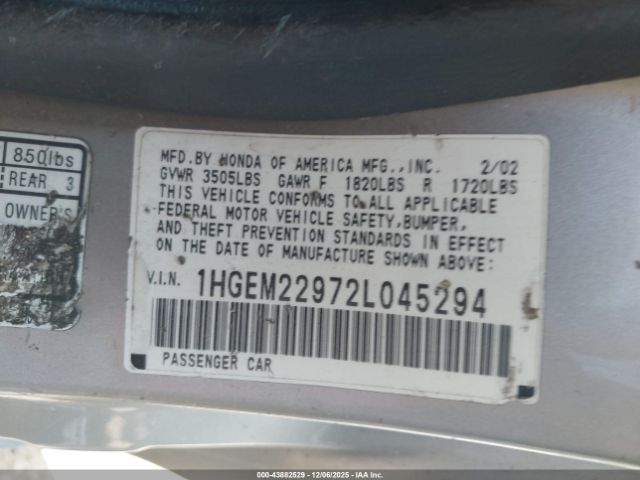 850lbs
REAR 3
OWNER'S
MFD.BY HONDA OF AMERICA MFG.,INC. 2/02
GVWR 3505LBS GAWR F 1820LBS R 1720LBS
THIS VEHICLE CONFORMS TO ALL APPLICABLE
FEDERAL MOTOR VEHICLE SAFETY,BUMPER,
AND THEFT PREVENTION STANDARDS IN EFFECT
ON THE DATE OF MANUFACTURE SHOWN ABOVE:
V.I.N. 1HGEM22972L045294
PASSENGER CAR
000-43882529 - 12/06/2025 - IAA Inc.